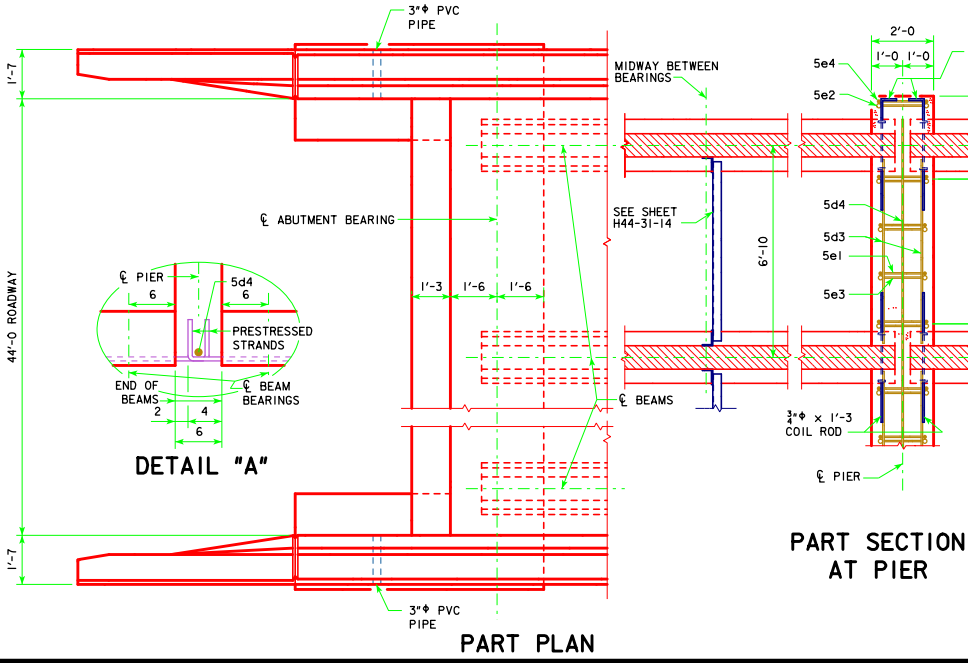 3"φ PVC
PIPE
1'-7
MIDWAY BETWEEN
BEARINGS
2'-0
1'-0
1'-0
5e4
5e2
℄ ABUTMENT BEARING
SEE SHEET
H44-31-14
6'-10
5d4
5d3
5e1
5e3
44'-0 ROADWAY
℄ PIER
6
5d4
6
PRESTRESSED
STRANDS
END OF
BEAMS
℄ BEAM
BEARINGS
2
4
6
DETAIL "A"
1'-3
1'-6
1'-6
℄ BEAMS
3/4"φ × 1'-3
COIL ROD
℄ PIER
1'-7
3"φ PVC
PIPE
PART PLAN
PART SECTION
AT PIER